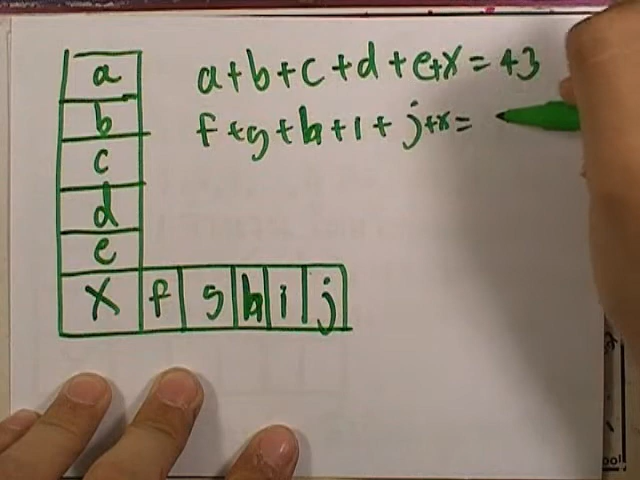 a
b
c
d
e
X f g h i j
a+b+c+d+e+x=43
f+g+h+i+j+x=